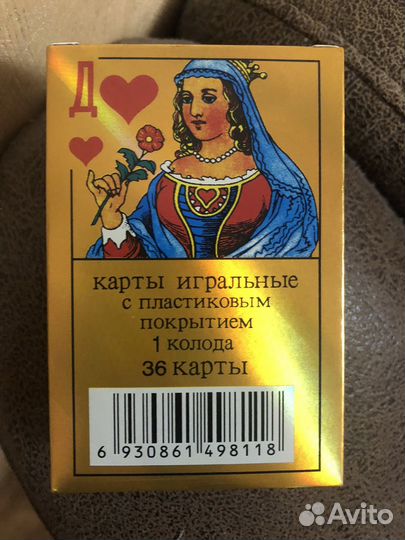 Д
карты игральные
с пластиковым
покрытием
1 колода
36 карты
6 930861 498118
Avito